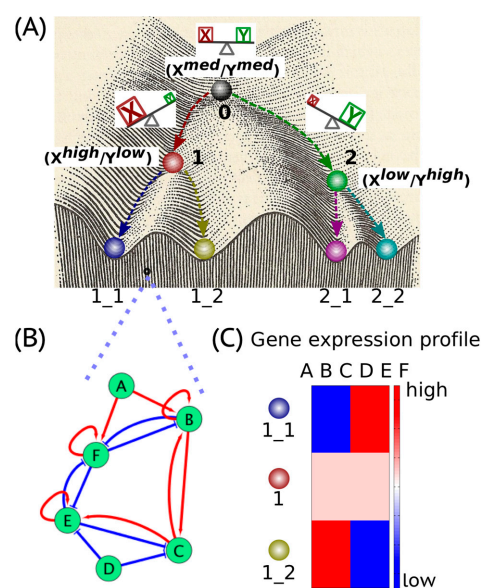 (A)
X Y
(X^med/Y^med)
X Y
X Y
0
(X^high/Y^low)
1
2
(X^low/Y^high)
1_1
1_2
2_1
2_2
(B)
A
B
F
E
D
C
(C) Gene expression profile
A B C D E F
high
1_1
1
1_2
low